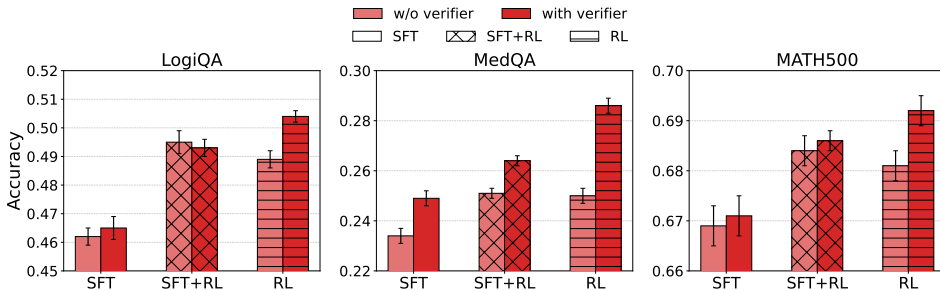 w/o verifier with verifier
SFT SFT+RL RL
LogiQA MedQA MATH500
Accuracy
0.52
0.51
0.50
0.49
0.48
0.47
0.46
0.45
SFT SFT+RL RL
0.30
0.28
0.26
0.24
0.22
SFT SFT+RL RL
0.70
0.69
0.68
0.67
0.66
SFT SFT+RL RL